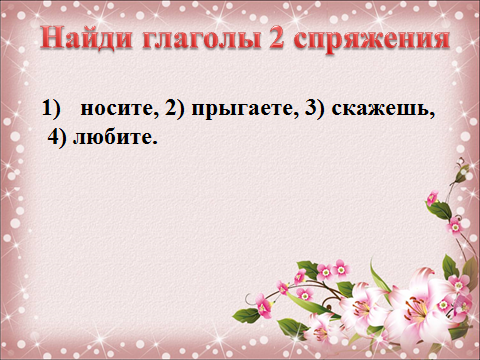 Найди глаголы 2 спряжения
1) носите, 2) прыгаете, 3) скажешь,
4) любите.